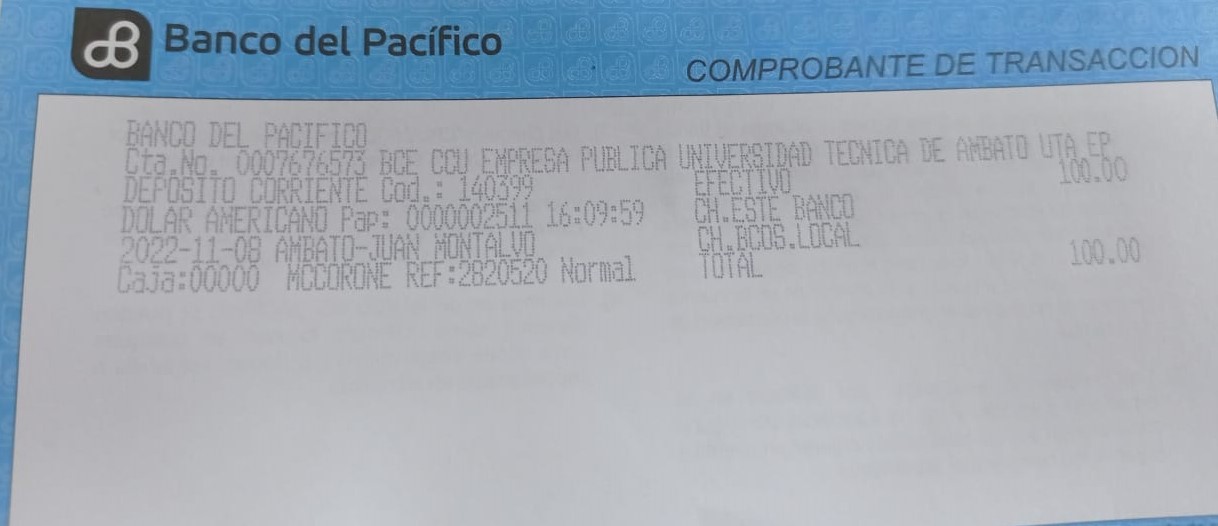 Banco del Pacífico
COMPROBANTE DE TRANSACCION
BANCO DEL PACIFICO
Cta.No. 0007676573 BCE CCU EMPRESA PUBLICA UNIVERSIDAD TECNICA DE AMBATO UTA EP
DEPOSITO CORRIENTE Cod.: 140399 EFECTIVO 100.00
DOLAR AMERICANO Pap: 0000002511 16:09:59 CH.ESTE BANCO
2022-11-08 AMBATO-JUAN MONTALVO CH.BCOS.LOCAL
Caja:00000 MCCORONE REF:2820520 Normal TOTAL 100.00